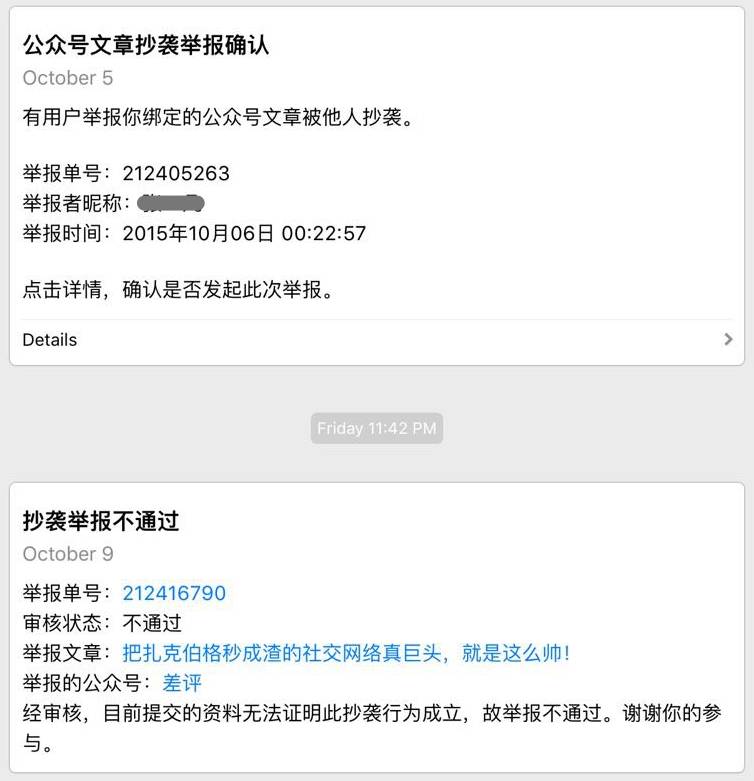 公众号文章抄袭举报确认
October 5
有用户举报你绑定的公众号文章被他人抄袭。
举报单号：212405263
举报者昵称：
举报时间：2015年10月06日 00:22:57
点击详情，确认是否发起此次举报。
Details
Friday 11:42 PM
抄袭举报不通过
October 9
举报单号：212416790
审核状态：不通过
举报文章：把扎克伯格秒成渣的社交网络真巨头，就是这么帅！
举报的公众号：差评
经审核，目前提交的资料无法证明此抄袭行为成立，故举报不通过。谢谢你的参
与。